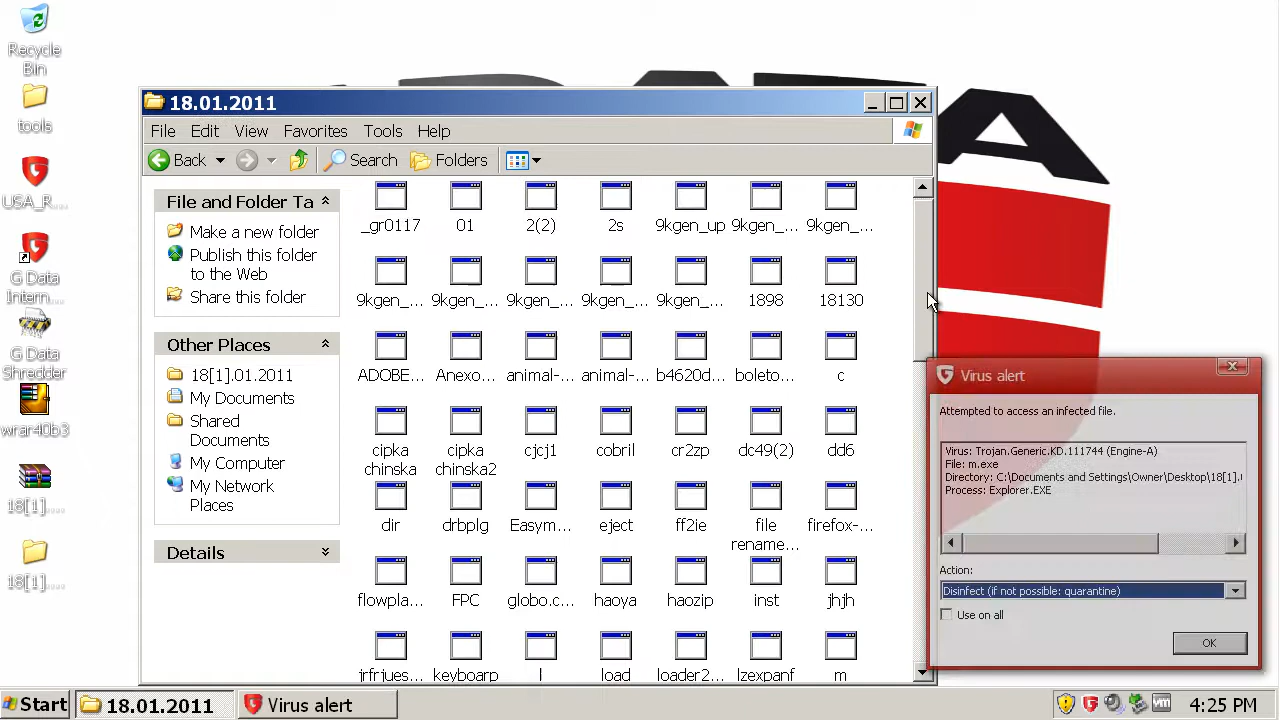 Recycle
Bin
tools
USA_R....
G Data
Intern....
G Data
Shredder
wrar40b3
18[1]....
18[1]....
18.01.2011
File Edit View Favorites Tools Help
Back Search Folders
File and Folder Ta
Make a new folder
Publish this folder
to the Web
Share this folder
Other Places
18[1].01.2011
My Documents
Shared
Documents
My Computer
My Network
Places
Details
_gr0117 01 2(2) 2s 9kgen_up 9kgen_... 9kgen_...
9kgen_... 9kgen_... 9kgen_... 9kgen_... 9kgen_... 1898 18130
ADOBE... Anexo... animal-... animal-... b4620d... boleto... c
cipka
chinska
cipka
chinska2
cjcj1 cobril cr2zp dc49(2) dd6
dir drbplg Easym... eject ff2ie file
rename... firefox-...
flowpla... FPC globo.c... haoya haozip inst jhjh
jrfrjues... keyboarp l load loader2... lzexpanf m
Virus alert
Attempted to access an infected file.
Virus: Trojan.Generic.KD.111744 (Engine-A)
File: m.exe
Directory: C:\Documents and Settings\Owner\Desktop\18[1].
Process: Explorer.EXE
Action:
Disinfect (if not possible: quarantine)
Use on all
OK
Start 18.01.2011 Virus alert 4:25 PM